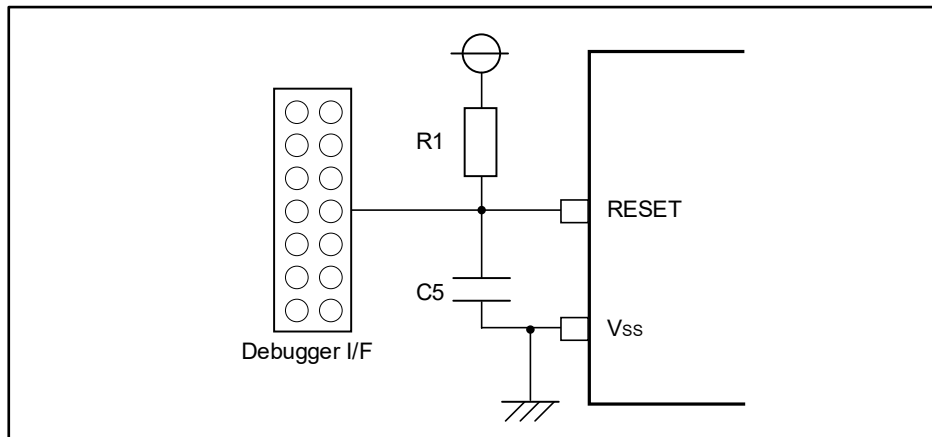 R1
RESET
C5
Vss
Debugger I/F